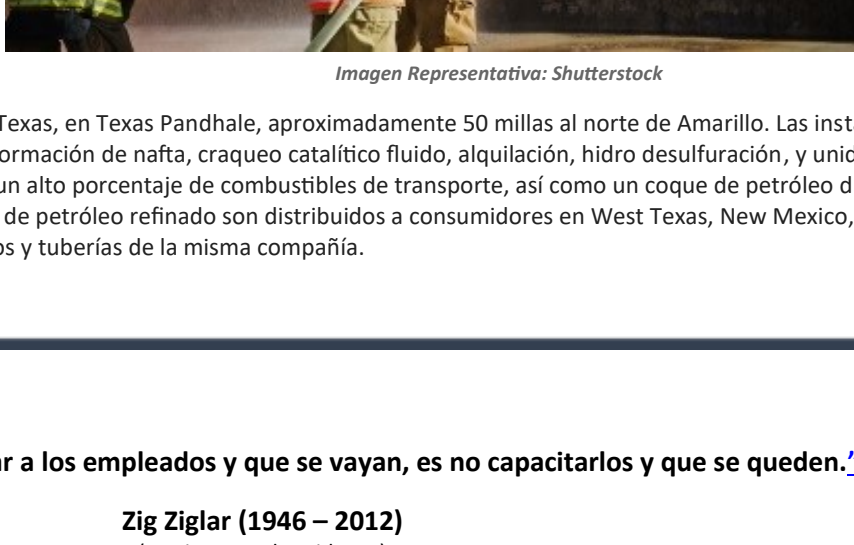 Imagen Representativa: Shutterstock
Texas, en Texas Pandhale, aproximadamente 50 millas al norte de Amarillo. Las inst
ormación de nafta, craqueo catalítico fluido, alquilación, hidro desulfuración, y unid
un alto porcentaje de combustibles de transporte, así como un coque de petróleo d
de petróleo refinado son distribuidos a consumidores en West Texas, New Mexico,
os y tuberías de la misma compañía.
ar a los empleados y que se vayan, es no capacitarlos y que se queden.”
Zig Ziglar (1946 – 2012)